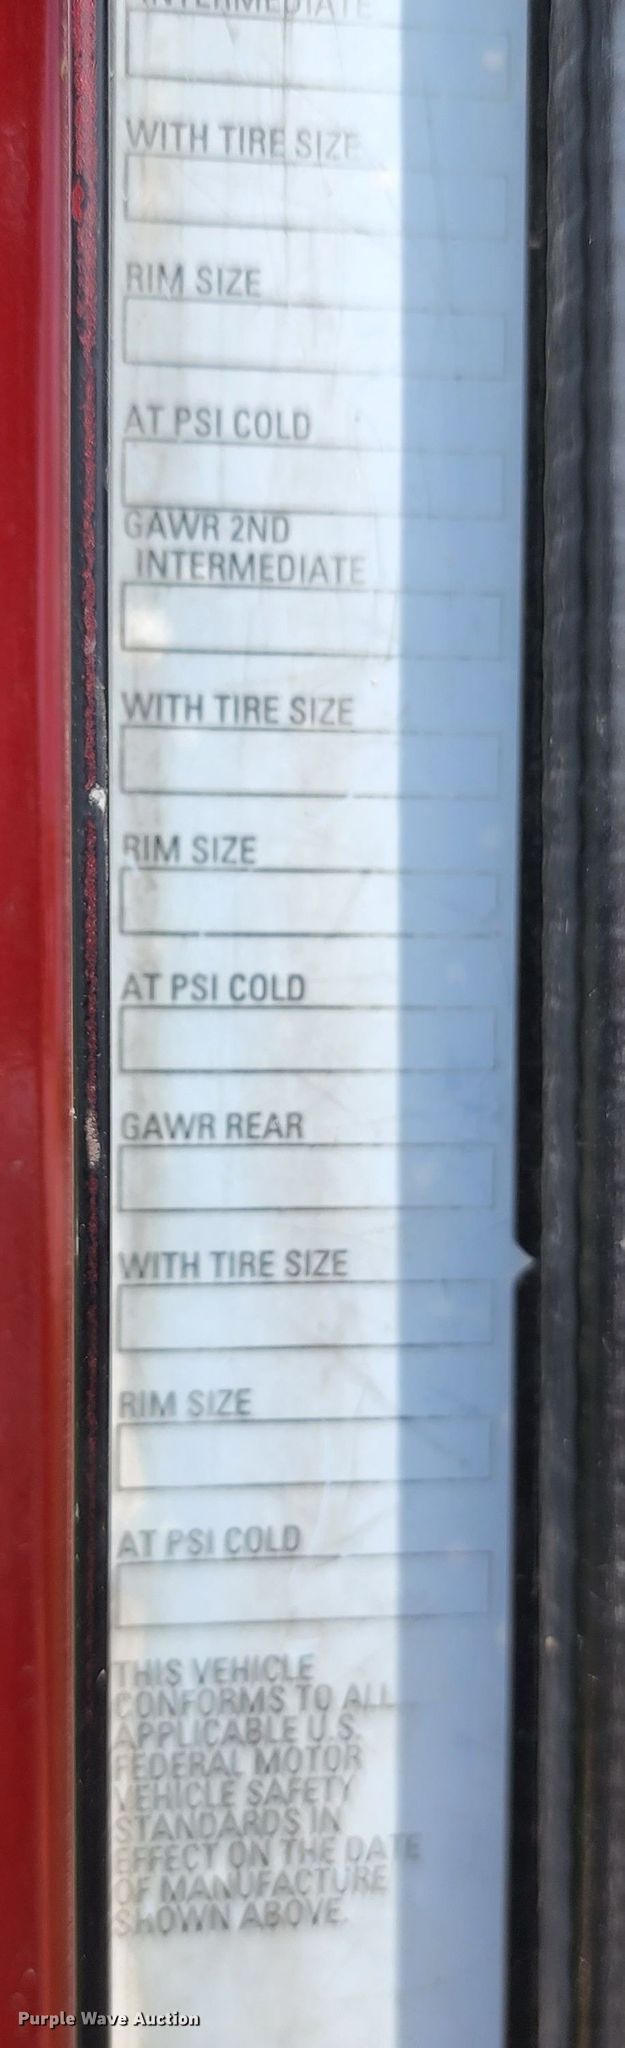 INTERMEDIATE
WITH TIRE SIZE
RIM SIZE
AT PSI COLD
GAWR 2ND
INTERMEDIATE
WITH TIRE SIZE
RIM SIZE
AT PSI COLD
GAWR REAR
WITH TIRE SIZE
RIM SIZE
AT PSI COLD
THIS VEHICLE
CONFORMS TO ALL
APPLICABLE U.S.
FEDERAL MOTOR
VEHICLE SAFETY
STANDARDS IN
EFFECT ON THE DATE
OF MANUFACTURE
SHOWN ABOVE.
Purple Wave Auction